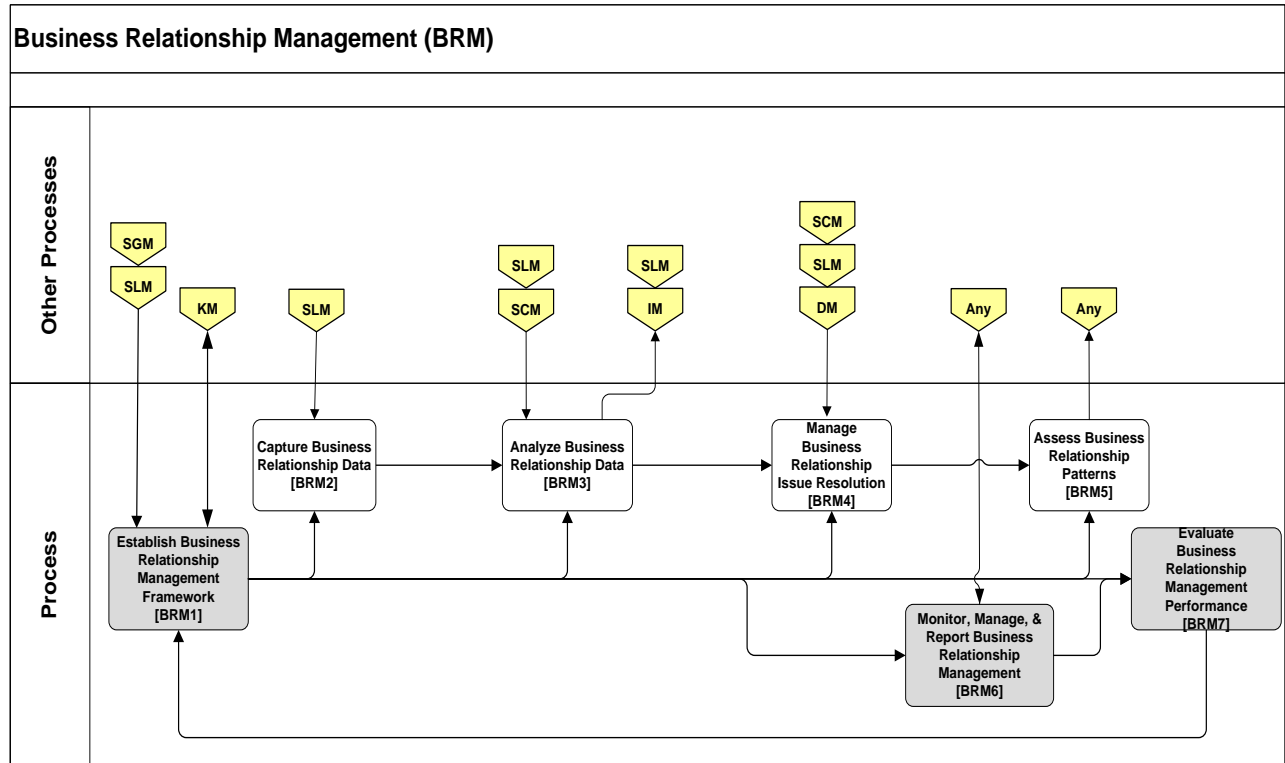 Business Relationship Management (BRM)
Other Processes
SGM
SLM
KM
SLM
SLM
SCM
SLM
IM
SCM
SLM
DM
Any
Any
Process
Establish Business
Relationship
Management
Framework
[BRM1]
Capture Business
Relationship Data
[BRM2]
Analyze Business
Relationship Data
[BRM3]
Manage
Business
Relationship
Issue Resolution
[BRM4]
Assess Business
Relationship
Patterns
[BRM5]
Monitor, Manage, &
Report Business
Relationship
Management
[BRM6]
Evaluate
Business
Relationship
Management
Performance
[BRM7]